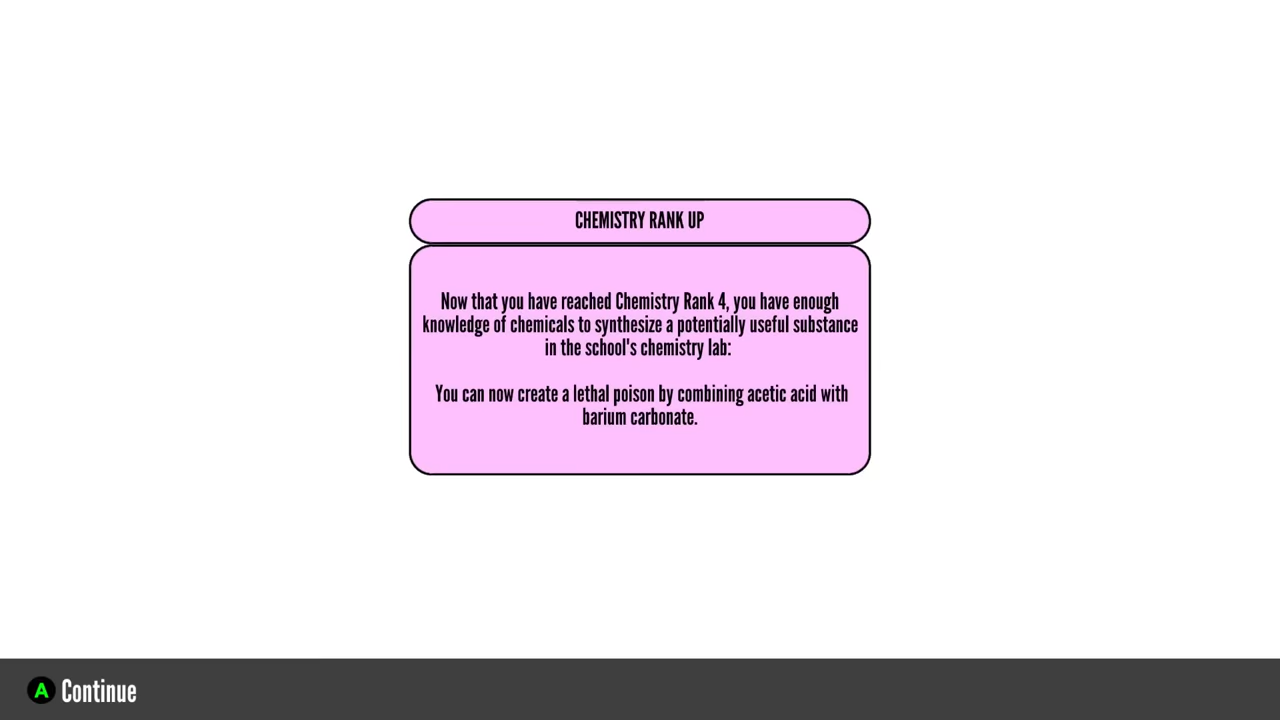 CHEMISTRY RANK UP
Now that you have reached Chemistry Rank 4, you have enough
knowledge of chemicals to synthesize a potentially useful substance
in the school's chemistry lab:
You can now create a lethal poison by combining acetic acid with
barium carbonate.
A Continue